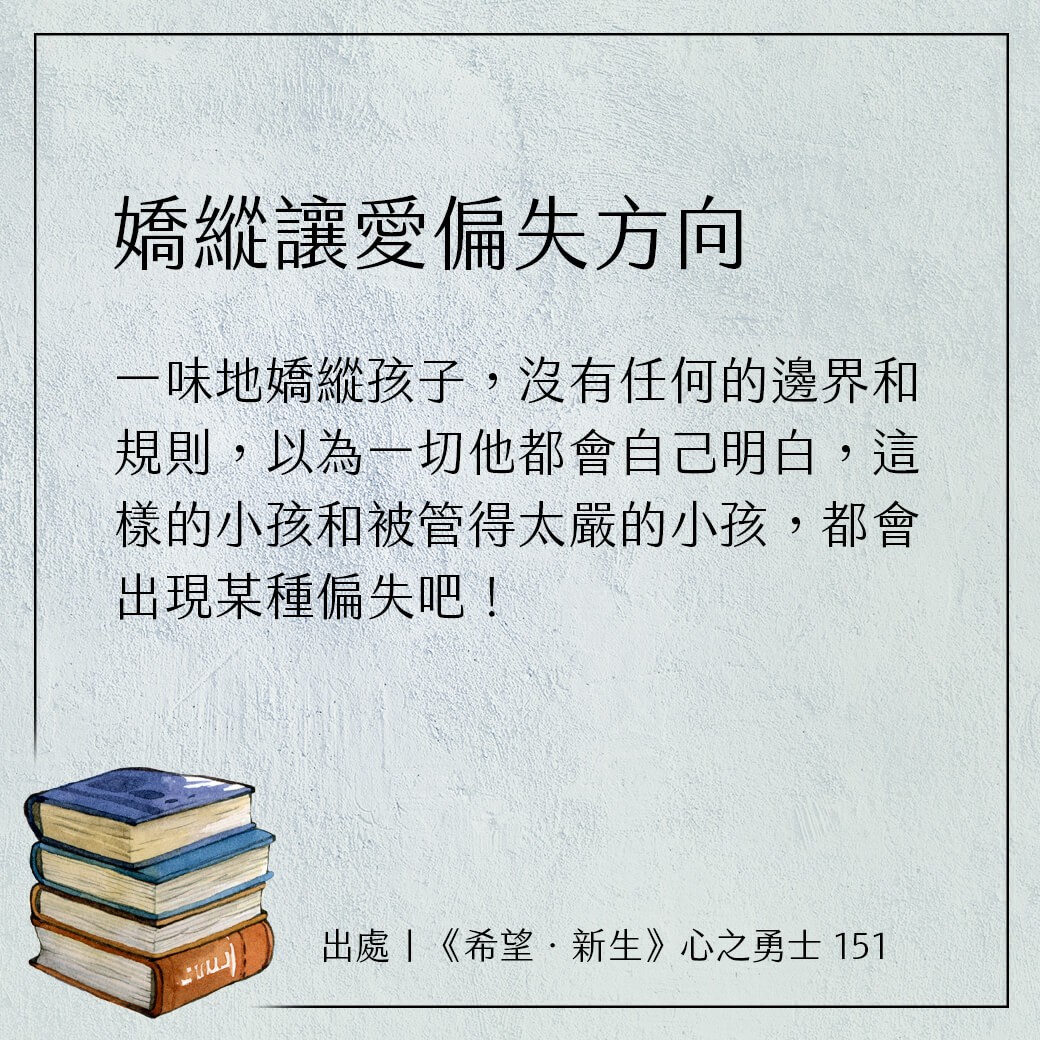 嬌縱讓愛偏失方向
一味地嬌縱孩子，沒有任何的邊界和
規則，以為一切他都會自己明白，這
樣的小孩和被管得太嚴的小孩，都會
出現某種偏失吧！
出處｜《希望．新生》心之勇士 151